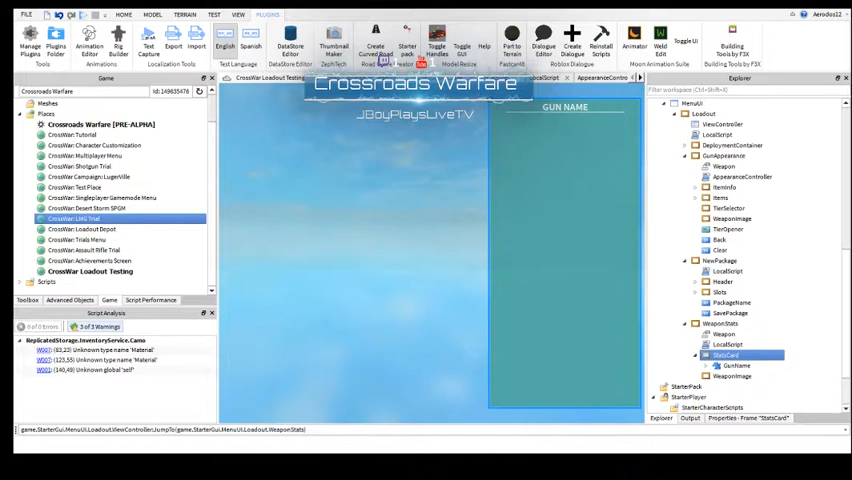 FILE HOME MODEL TERRAIN TEST VIEW PLUGINS Aerodos12
Manage Plugins
Plugins Folder
Tools
Animation Editor
Rig Builder
Animations
Text Capture
Export
Import
Localization Tools
English
Spanish
Test Language
DataStore Editor
DataStore Editor
Thumbnail Maker
ZephTech
Create Curved Road
Starter pack
Toggle Handles
Toggle GUI
Help
Model Resize
Part to Terrain
Fastcar48
Dialogue Editor
Create Dialogue
Reinstall Scripts
Roblox Dialogue
Animator
Weld Edit
Toggle UI
Moon Animation Suite
Building Tools
Building Tools by F3X
Game
Crossroads Warfare
Id:149635476
Meshes
Places
Crossroads Warfare [PRE-ALPHA]
CrossWar: Tutorial
CrossWar: Character Customization
CrossWar: Multiplayer Menu
CrossWar: Shotgun Trial
CrossWar Campaign: LugerVille
CrossWar: Test Place
CrossWar: Singleplayer Gamemode Menu
CrossWar: Desert Storm SPGM
CrossWar: LMG Trial
CrossWar: Loadout Depot
CrossWar: Trials Menu
CrossWar: Assault Rifle Trial
CrossWar: Achievements Screen
CrossWar Loadout Testing
Scripts
Toolbox Advanced Objects Game Script Performance
Script Analysis
0 of 0 Errors 3 of 3 Warnings
ReplicatedStorage.InventoryService.Camo
W007: (83,23) Unknown type name 'Material'
W007: (123,55) Unknown type name 'Material'
W001: (140,49) Unknown global 'self'
CrossWar Loadout Testing
AppearanceContro
Crossroads Warfare
JBoyPlaysLiveTV
GUN NAME
Explorer
Filter workspace (Ctrl+Shift+X)
MenuUI
Loadout
ViewController
LocalScript
DeploymentContainer
GunAppearance
Weapon
AppearanceController
ItemInfo
Items
TierSelector
WeaponImage
TierOpener
Back
Clear
NewPackage
LocalScript
Header
Slots
PackageName
SavePackage
WeaponStats
Weapon
LocalScript
StatsCard
GunName
WeaponImage
StarterPack
StarterPlayer
StarterCharacterScripts
Explorer Output Properties - Frame "StatsCard"
game.StarterGui.MenuUI.Loadout.ViewController:JumpTo(game.StarterGui.MenuUI.Loadout.WeaponStats)